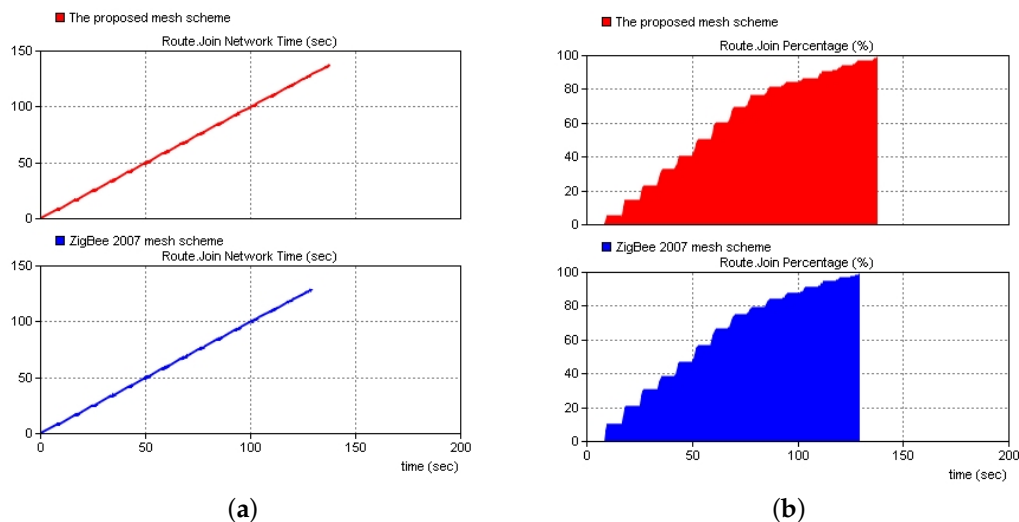 The proposed mesh scheme
Route.Join Network Time (sec)
150
100
50
0
ZigBee 2007 mesh scheme
Route.Join Network Time (sec)
150
100
50
0
0 50 100 150 200
time (sec)
(a)
The proposed mesh scheme
Route.Join Percentage (%)
100
80
60
40
20
0
ZigBee 2007 mesh scheme
Route.Join Percentage (%)
100
80
60
40
20
0
0 50 100 150 200
time (sec)
(b)